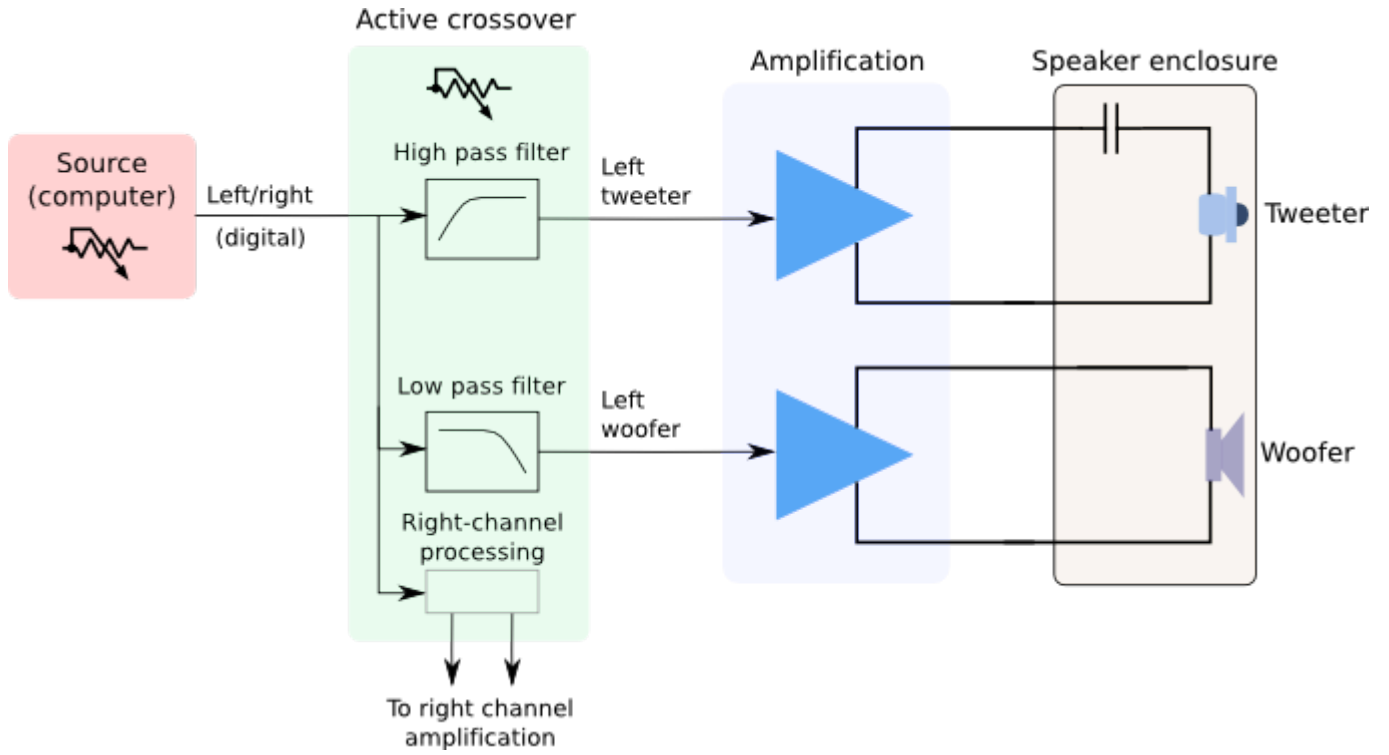 Active crossover
Amplification
Speaker enclosure
Source
(computer)
Left/right
(digital)
High pass filter
Left
tweeter
Tweeter
Low pass filter
Left
woofer
Woofer
Right-channel
processing
To right channel
amplification